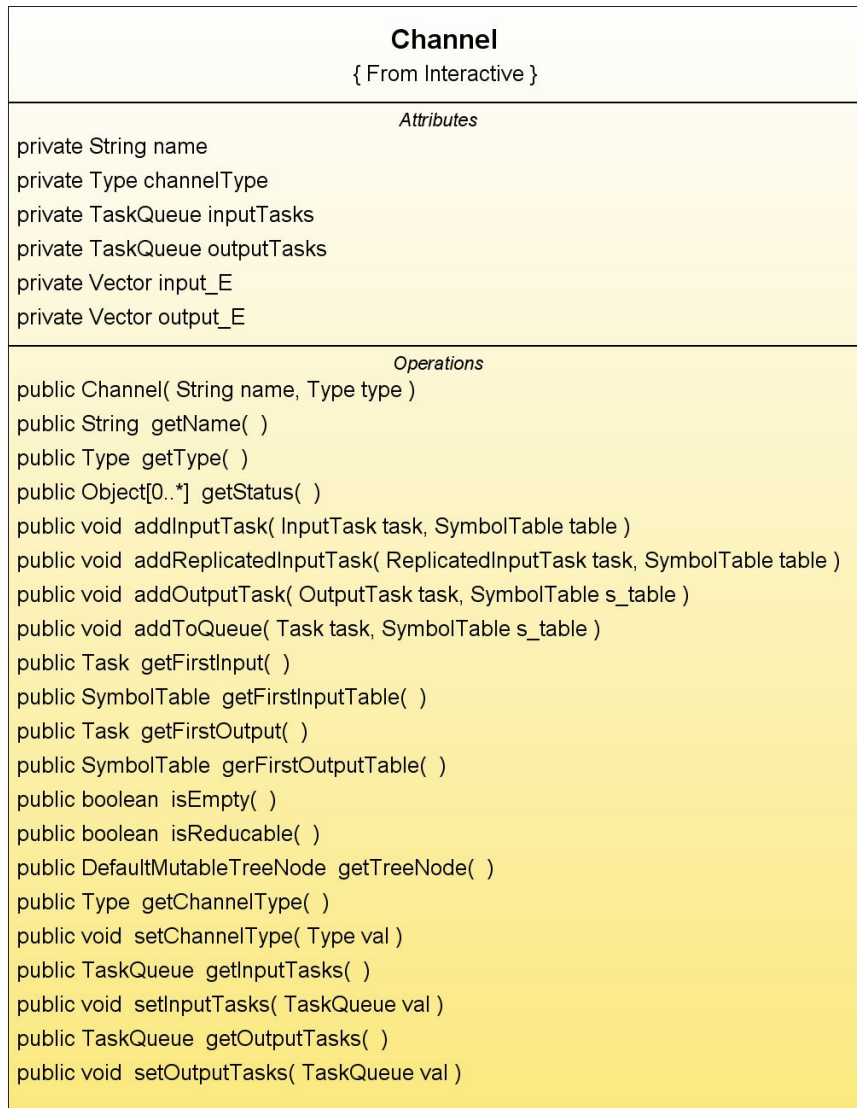 Channel
{ From Interactive }
Attributes
private String name
private Type channelType
private TaskQueue inputTasks
private TaskQueue outputTasks
private Vector input_E
private Vector output_E
Operations
public Channel( String name, Type type )
public String  getName(  )
public Type  getType(  )
public Object[0..*]  getStatus(  )
public void  addInputTask( InputTask task, SymbolTable table )
public void  addReplicatedInputTask( ReplicatedInputTask task, SymbolTable table )
public void  addOutputTask( OutputTask task, SymbolTable s_table )
public void  addToQueue( Task task, SymbolTable s_table )
public Task  getFirstInput(  )
public SymbolTable  getFirstInputTable(  )
public Task  getFirstOutput(  )
public SymbolTable  gerFirstOutputTable(  )
public boolean  isEmpty(  )
public boolean  isReducable(  )
public DefaultMutableTreeNode  getTreeNode(  )
public Type  getChannelType(  )
public void  setChannelType( Type val )
public TaskQueue  getInputTasks(  )
public void  setInputTasks( TaskQueue val )
public TaskQueue  getOutputTasks(  )
public void  setOutputTasks( TaskQueue val )